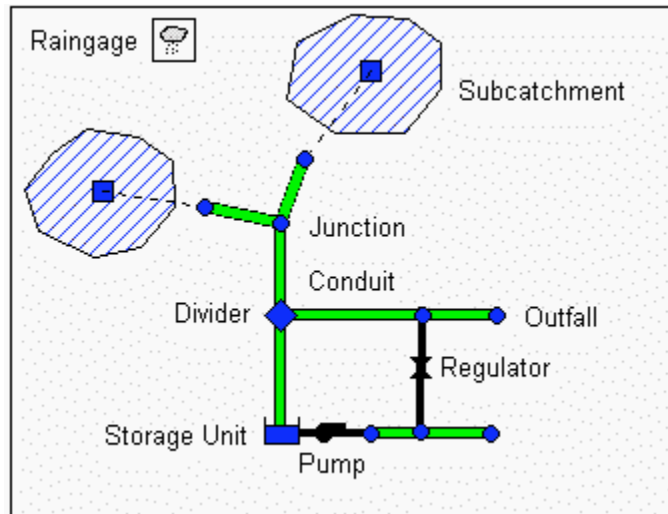 Raingage
Subcatchment
Junction
Conduit
Divider
Outfall
Regulator
Storage Unit
Pump